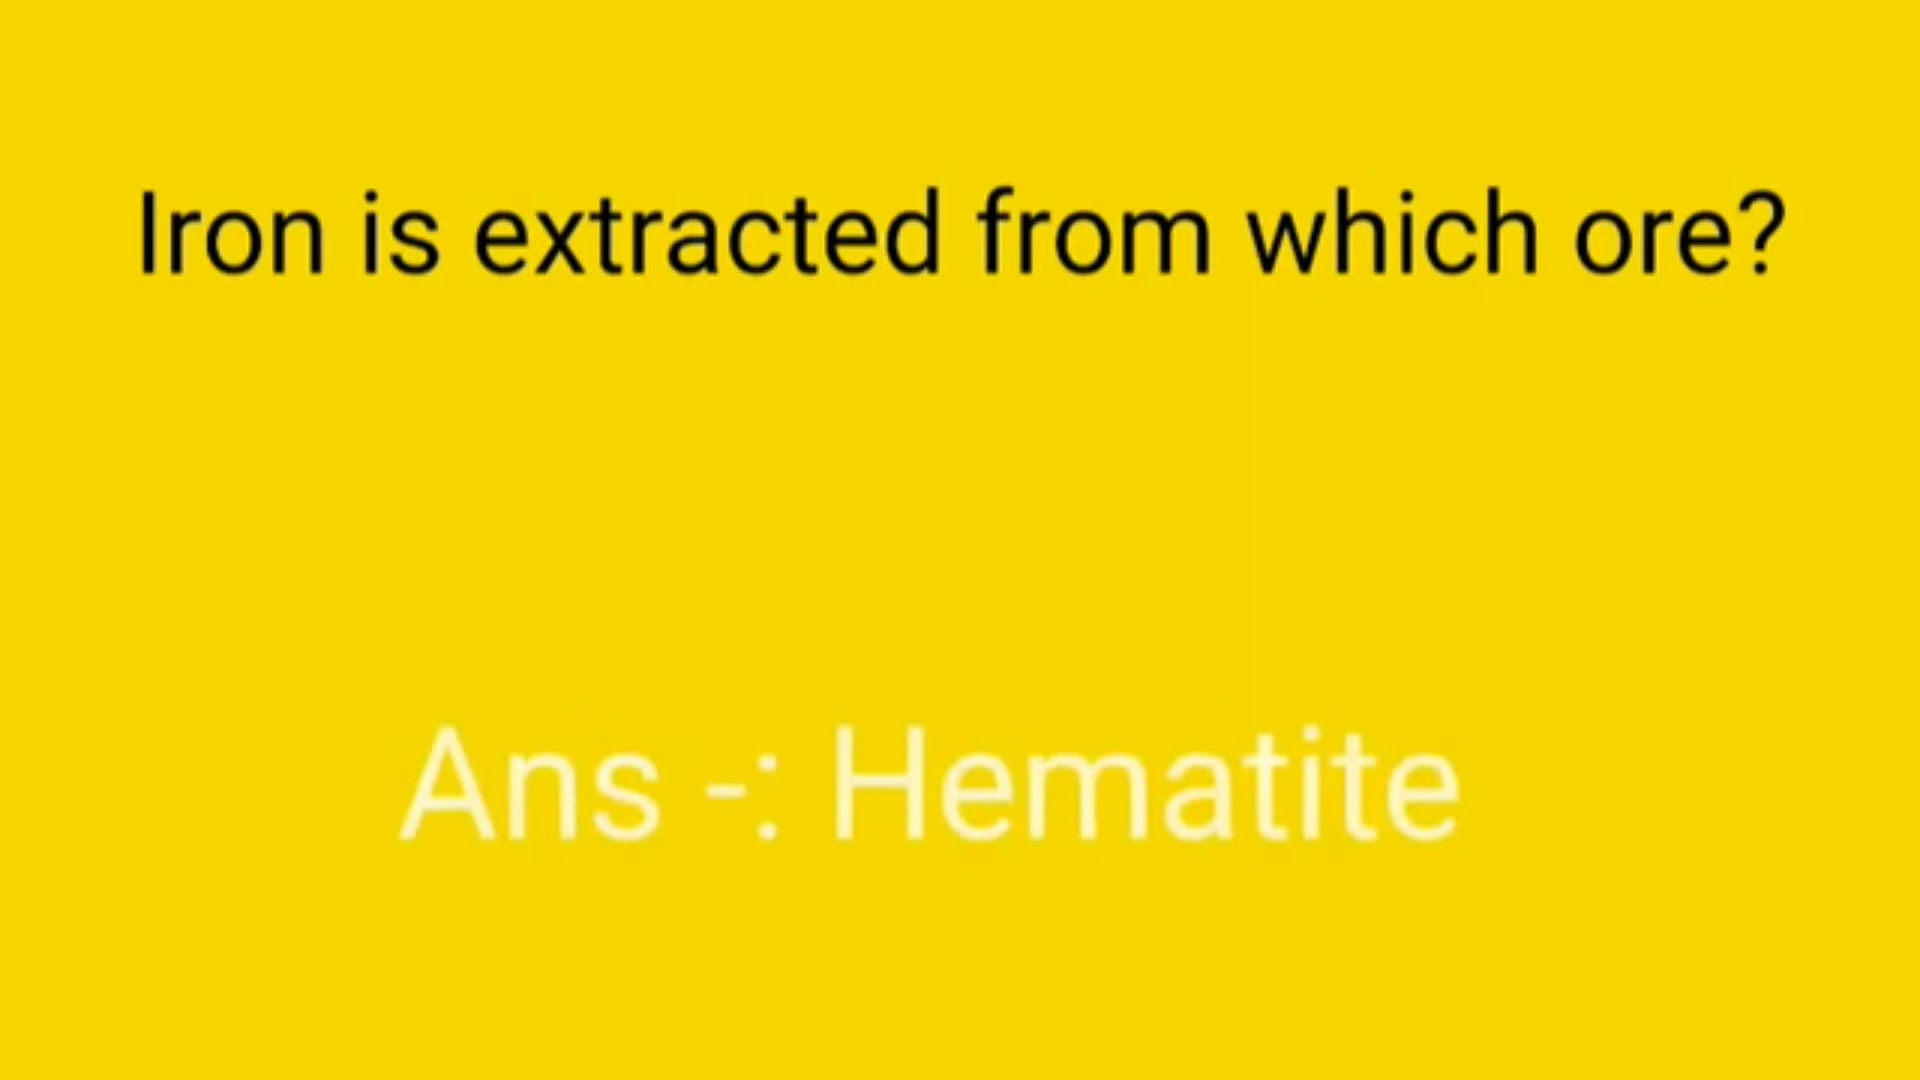 Iron is extracted from which ore?
Ans -: Hematite